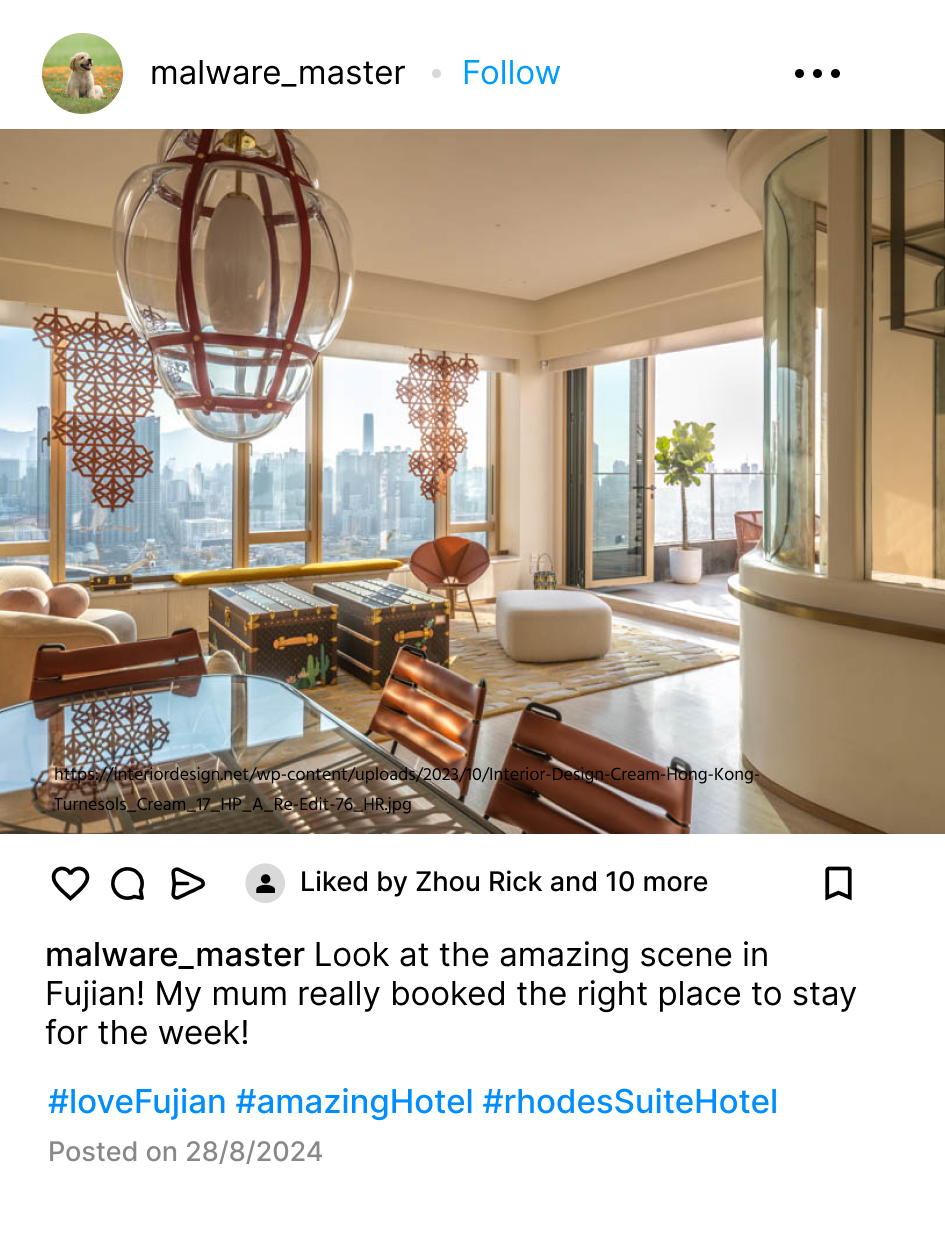 malware_master • Follow
https://interiordesign.net/wp-content/uploads/2023/10/Interior-Design-Cream-Hong-Kong-
Turnesols_Cream_17_HP_A_Re-Edit-76_HR.jpg
Liked by Zhou Rick and 10 more
malware_master Look at the amazing scene in
Fujian! My mum really booked the right place to stay
for the week!
#loveFujian #amazingHotel #rhodesSuiteHotel
Posted on 28/8/2024